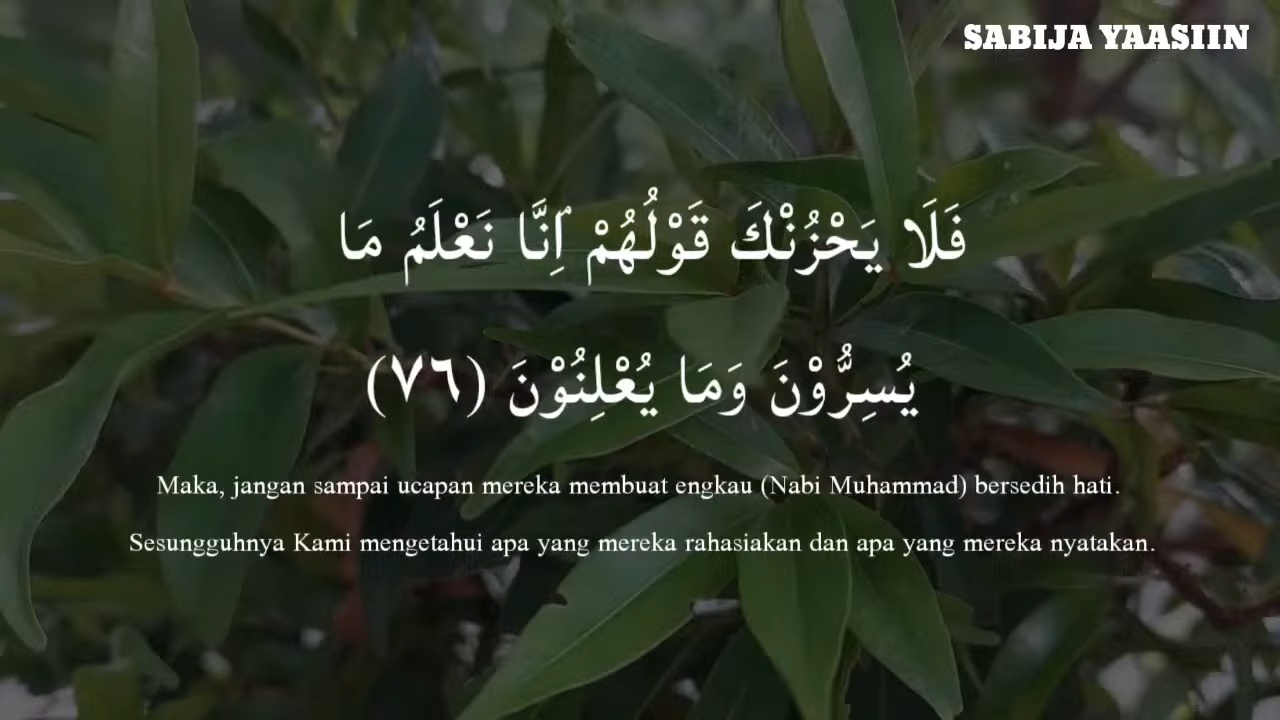 SABIJA YAASIIN
فَلَا يَحْزُنْكَ قَوْلُهُمْ ۘاِنَّا نَعْلَمُ مَا
يُسِرُّوْنَ وَمَا يُعْلِنُوْنَ (٧٦)
Maka, jangan sampai ucapan mereka membuat engkau (Nabi Muhammad) bersedih hati.
Sesungguhnya Kami mengetahui apa yang mereka rahasiakan dan apa yang mereka nyatakan.